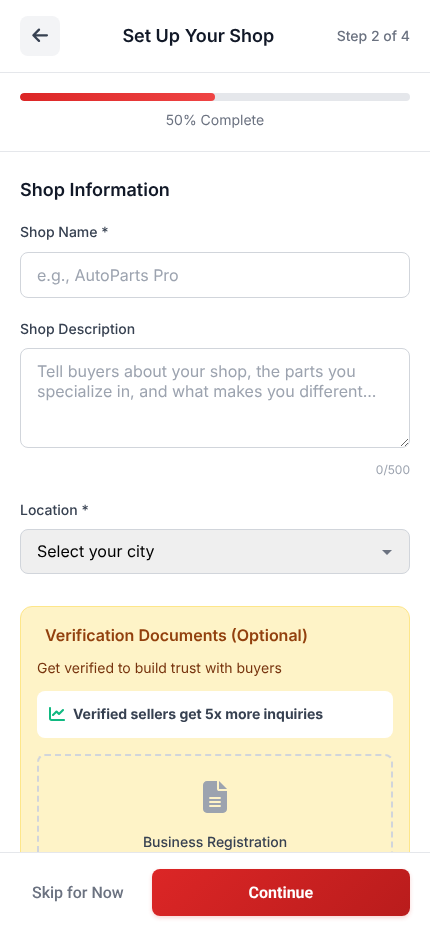 Set Up Your Shop
Step 2 of 4
50% Complete
Shop Information
Shop Name *
e.g., AutoParts Pro
Shop Description
Tell buyers about your shop, the parts you
specialize in, and what makes you different...
0/500
Location *
Select your city
Verification Documents (Optional)
Get verified to build trust with buyers
Verified sellers get 5x more inquiries
Business Registration
Skip for Now
Continue